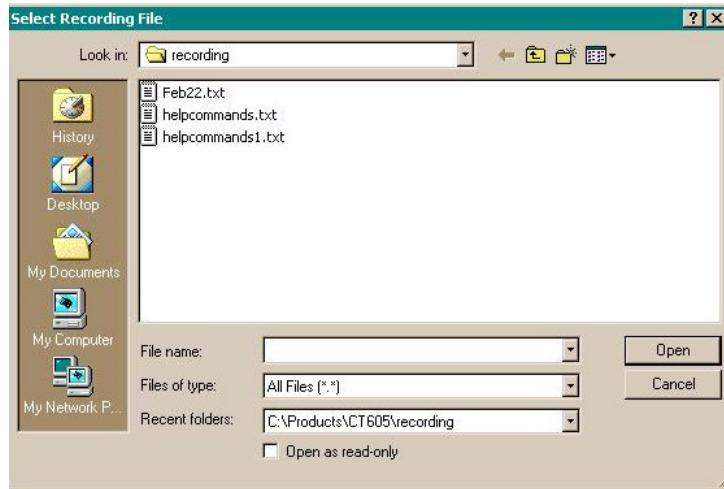 Select Recording File
Look in: recording
Feb22.txt
helpcommands.txt
helpcommands1.txt
History
Desktop
My Documents
My Computer
My Network P...
File name:
Open
Files of type: All Files (*.*)
Cancel
Recent folders: C:\Products\CT605\recording
Open as read-only